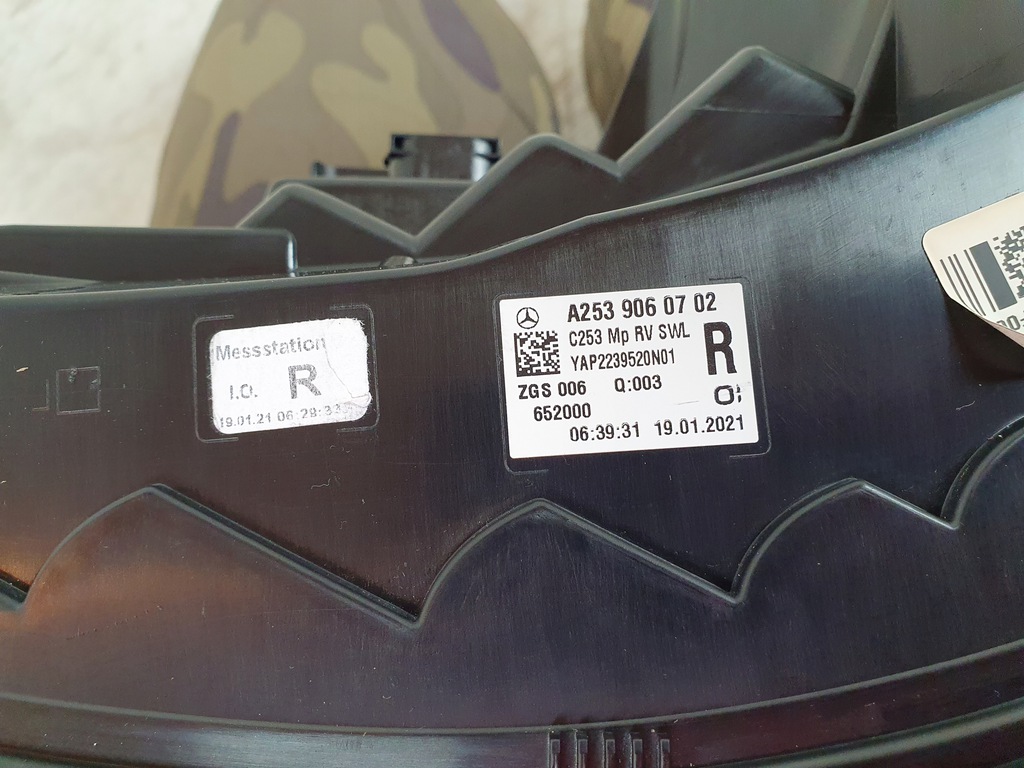 Messstation
I.O. R
19.01.21 06:29:33
A253 906 07 02
C253 Mp RV SWL
YAP2239520N01
R
ZGS 006 Q:003
652000
06:39:31 19.01.2021